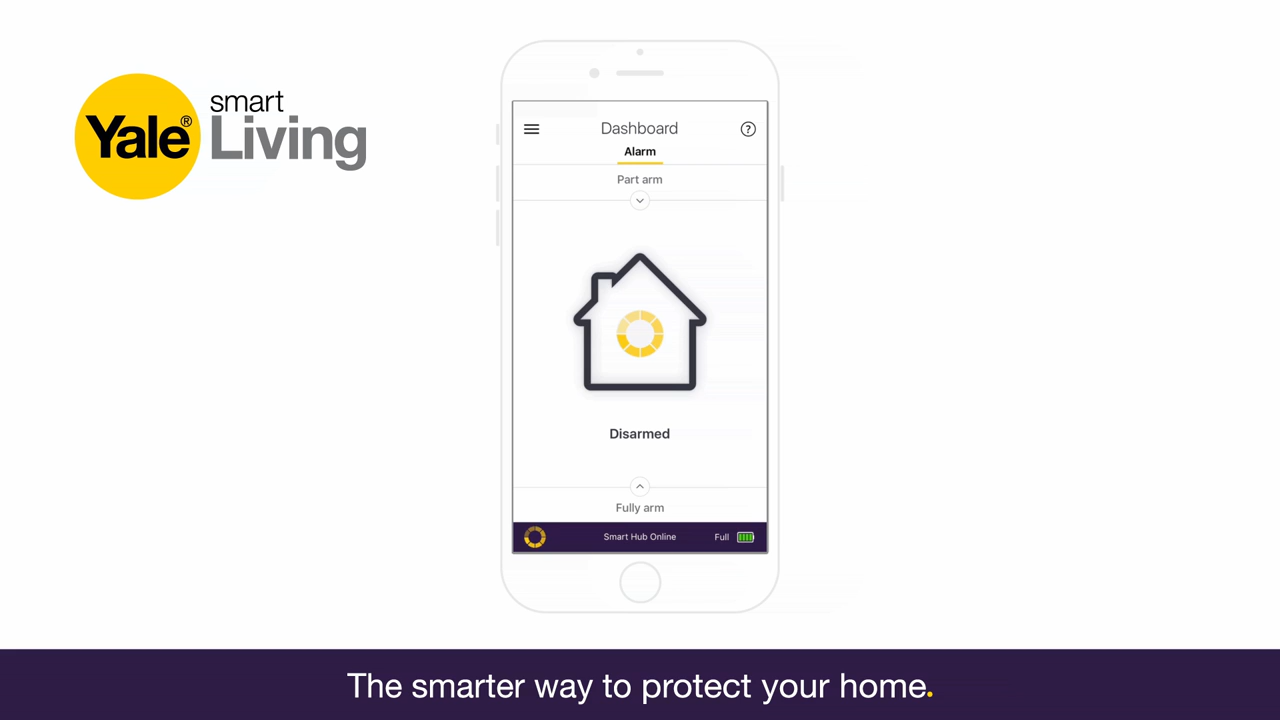 Yale®
smart
Living
Dashboard
?
Alarm
Part arm
Disarmed
Fully arm
Smart Hub Online
Full
The smarter way to protect your home.